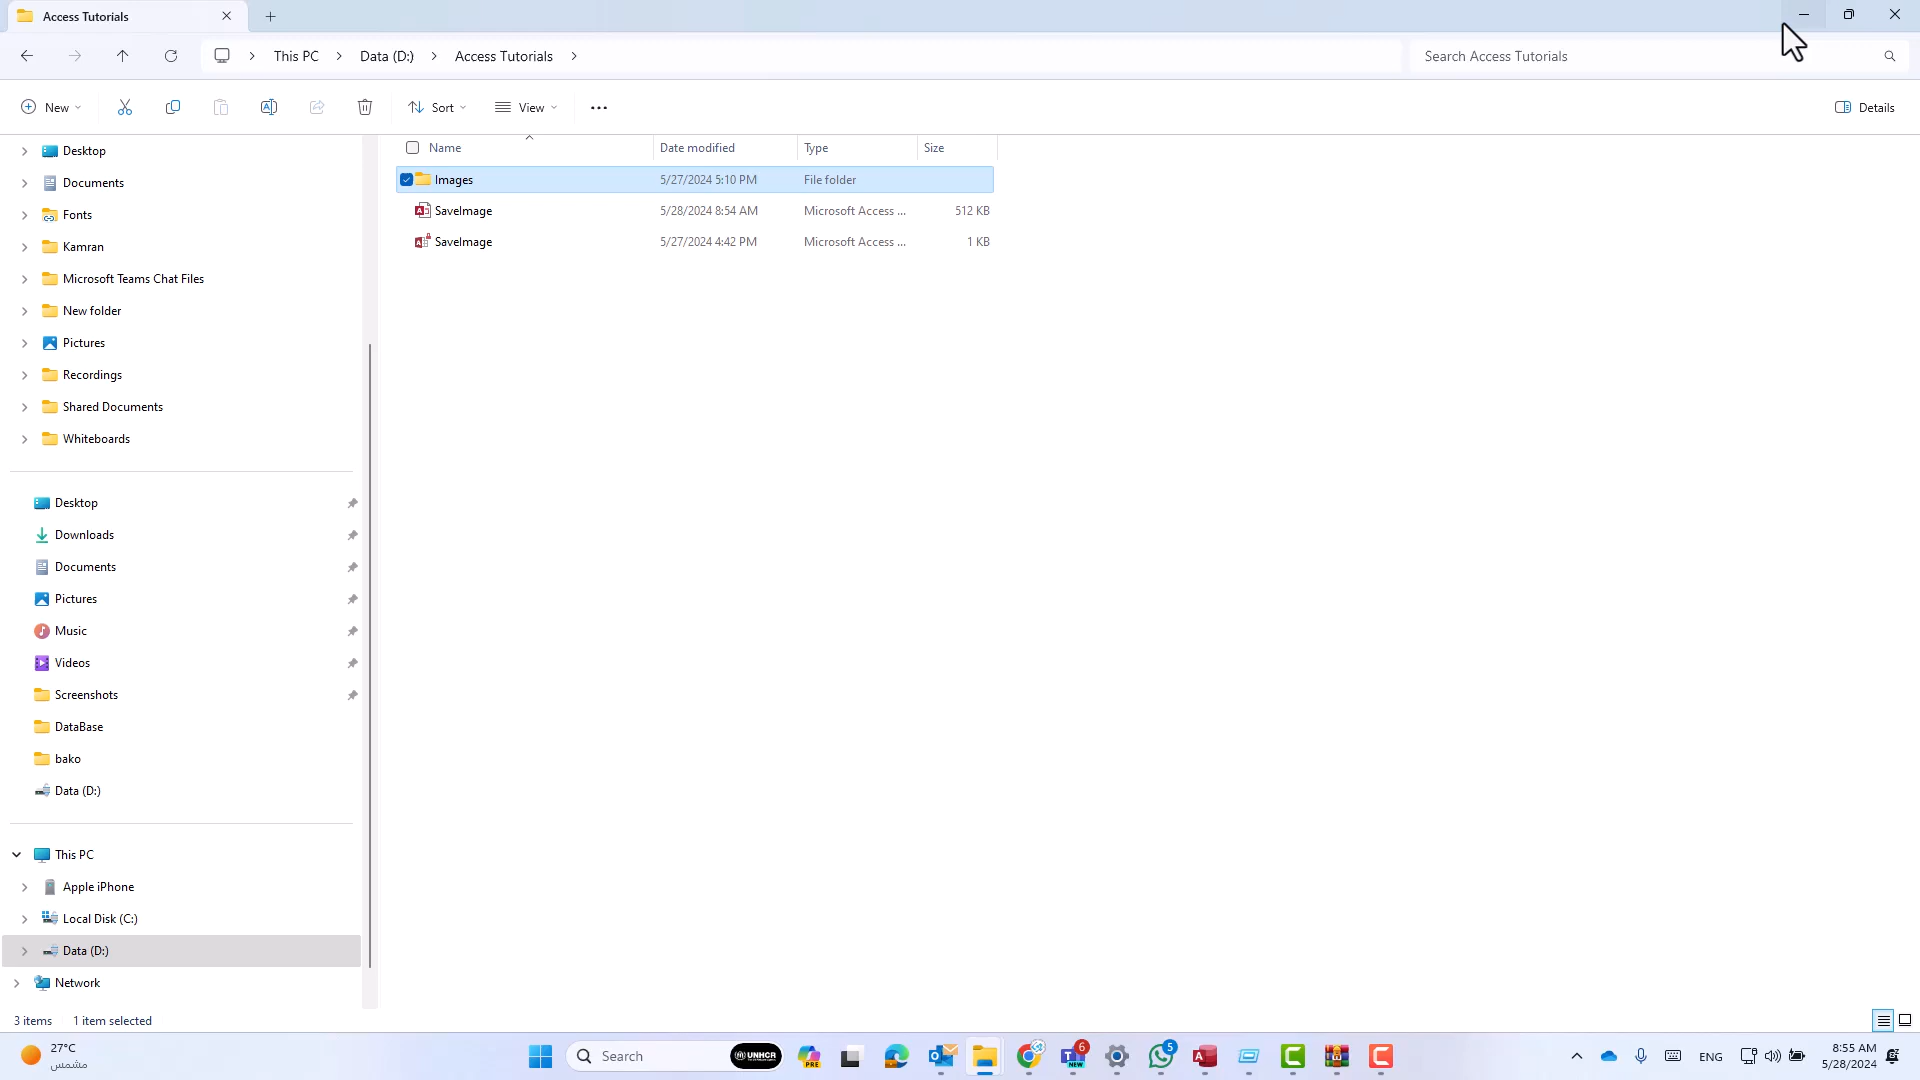 Access Tutorials
This PC
Data (D:)
Access Tutorials
Search Access Tutorials
New
Sort
View
Details
Name
Date modified
Type
Size
Images
5/27/2024 5:10 PM
File folder
SaveImage
5/28/2024 8:54 AM
Microsoft Access ...
512 KB
SaveImage
5/27/2024 4:42 PM
Microsoft Access ...
1 KB
Desktop
Documents
Fonts
Kamran
Microsoft Teams Chat Files
New folder
Pictures
Recordings
Shared Documents
Whiteboards
Desktop
Downloads
Documents
Pictures
Music
Videos
Screenshots
DataBase
bako
Data (D:)
This PC
Apple iPhone
Local Disk (C:)
Data (D:)
Network
3 items
1 item selected
27°C
مشمس
Search
UNHCR
PRE
6
NEW
5
ENG
8:55 AM
5/28/2024